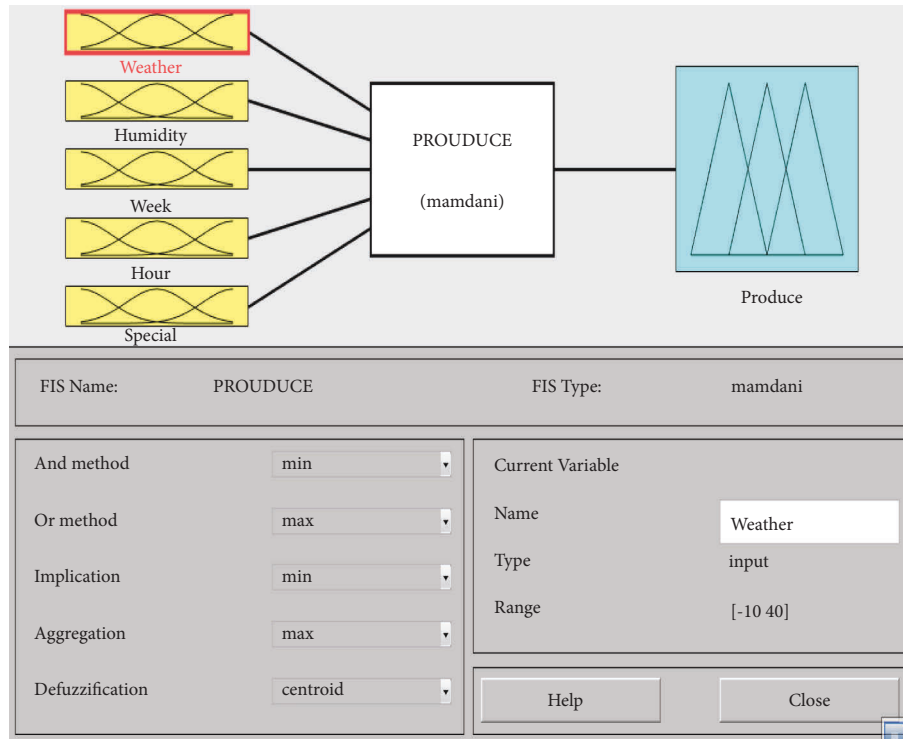 Weather
Humidity
Week
Hour
Special
PROUDUCE
(mamdani)
Produce
FIS Name: PROUDUCE FIS Type: mamdani
And method min
Or method max
Implication min
Aggregation max
Defuzzification centroid
Current Variable
Name Weather
Type input
Range [-10 40]
Help Close